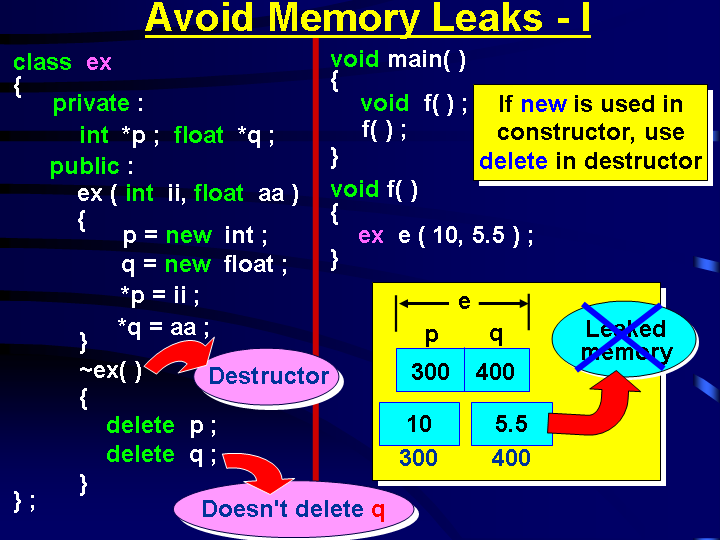 Avoid Memory Leaks - I
class ex
{
private :
int *p ; float *q ;
public :
ex ( int ii, float aa )
{
p = new int ;
q = new float ;
*p = ii ;
*q = aa ;
}
~ex( )
{
delete p ;
delete q ;
}
} ;
Destructor
Doesn't delete q
void main( )
{
void f( ) ;
f( ) ;
}
void f( )
{
ex e ( 10, 5.5 ) ;
}
If new is used in
constructor, use
delete in destructor
e
p q
300 400
10 5.5
300 400
Leaked
memory